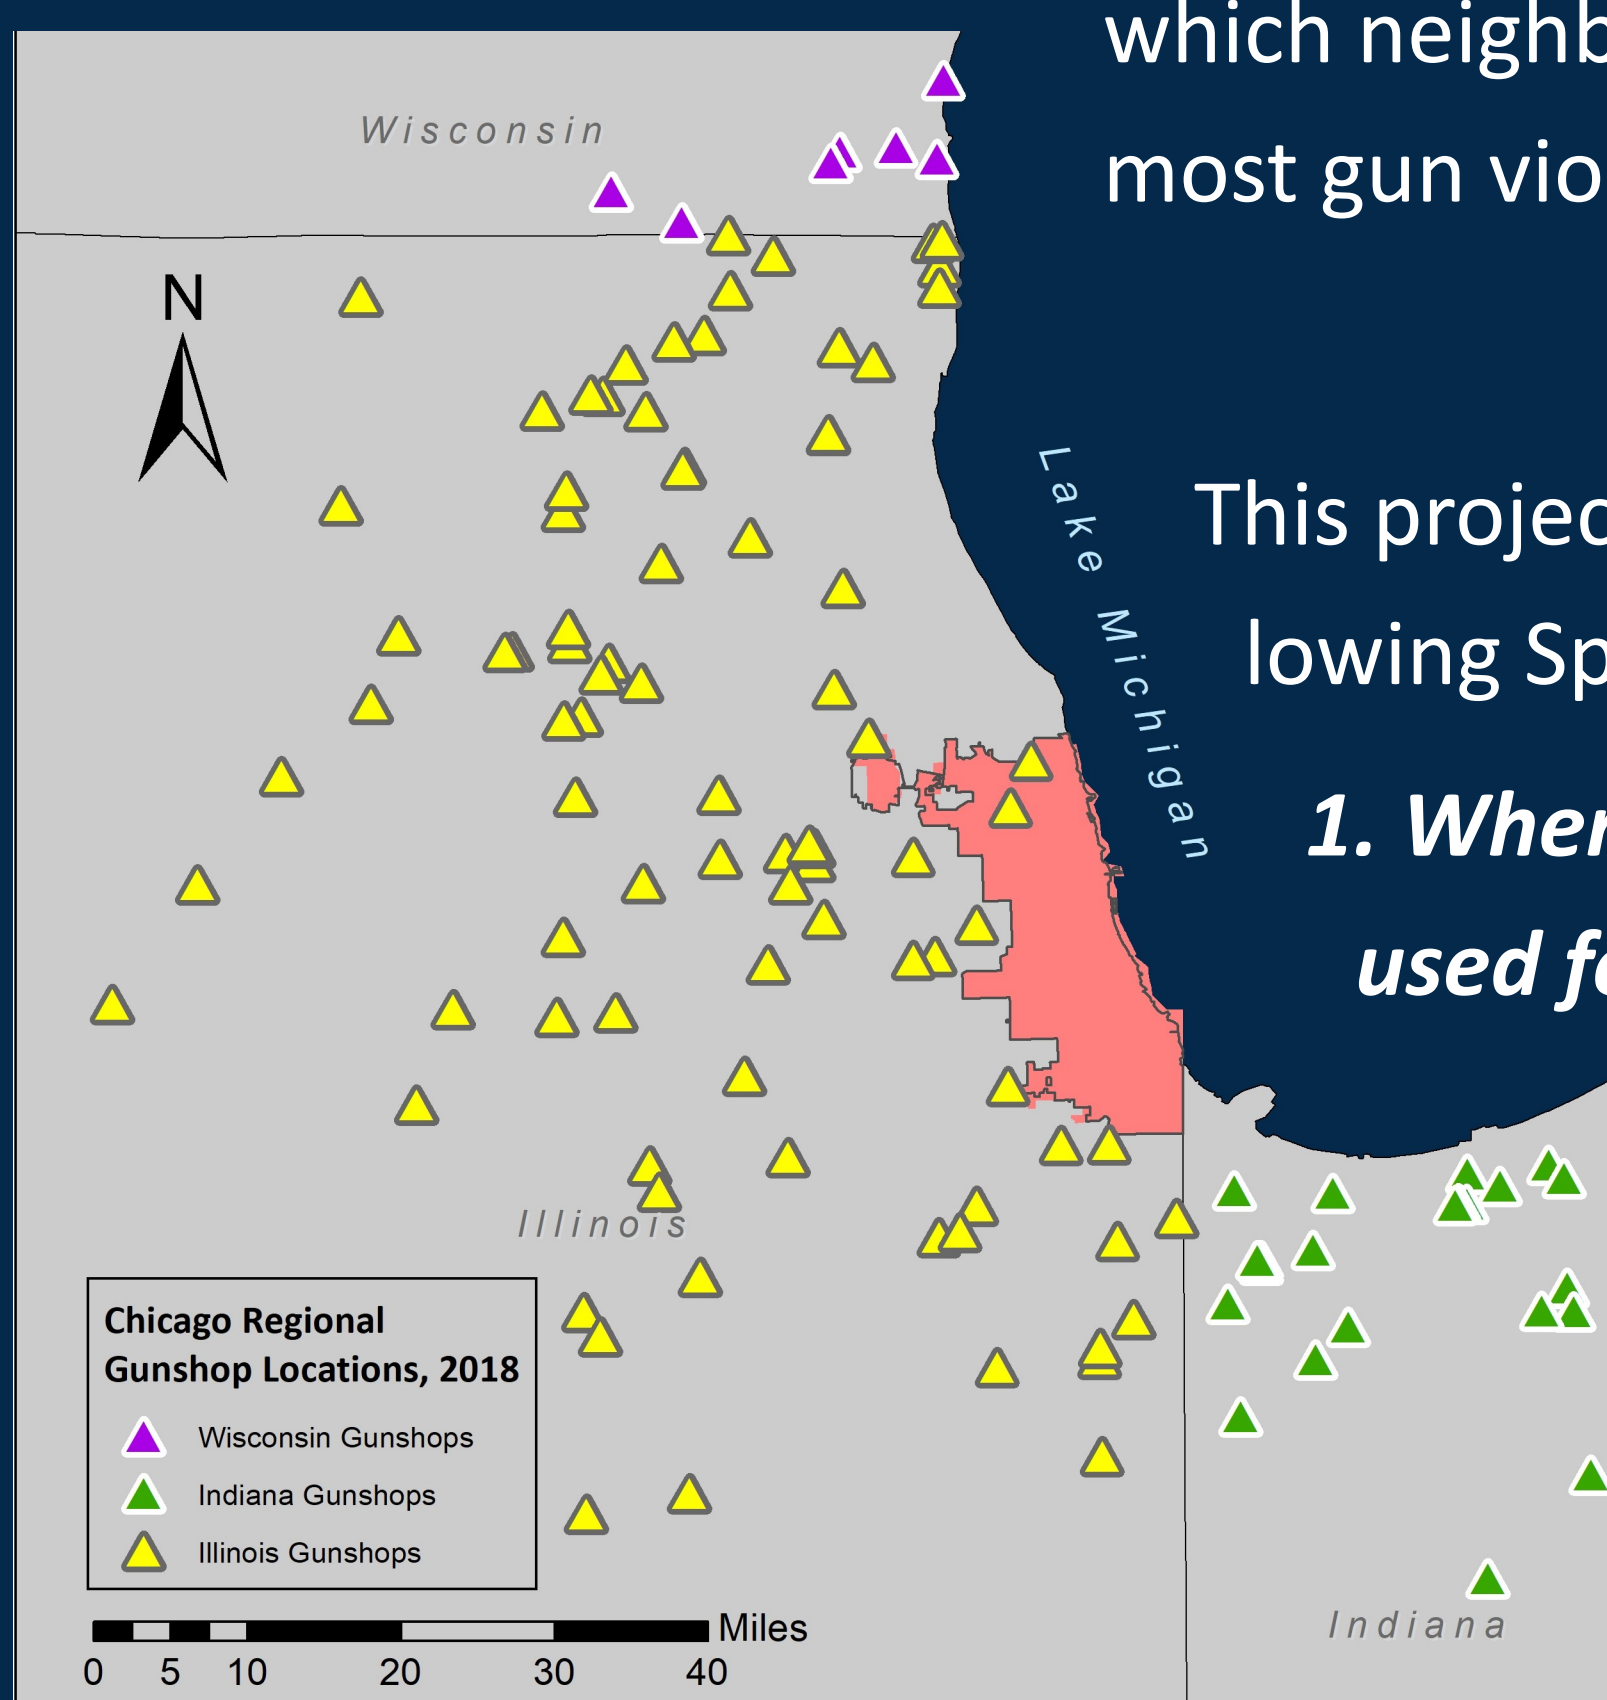 which neighb
most gun vio
Wisconsin
N
Lake Michigan
This projec
lowing Sp
1. Wher
used fo
Illinois
Chicago Regional
Gunshop Locations, 2018
Wisconsin Gunshops
Indiana Gunshops
Illinois Gunshops
Miles
0 5 10 20 30 40
Indiana